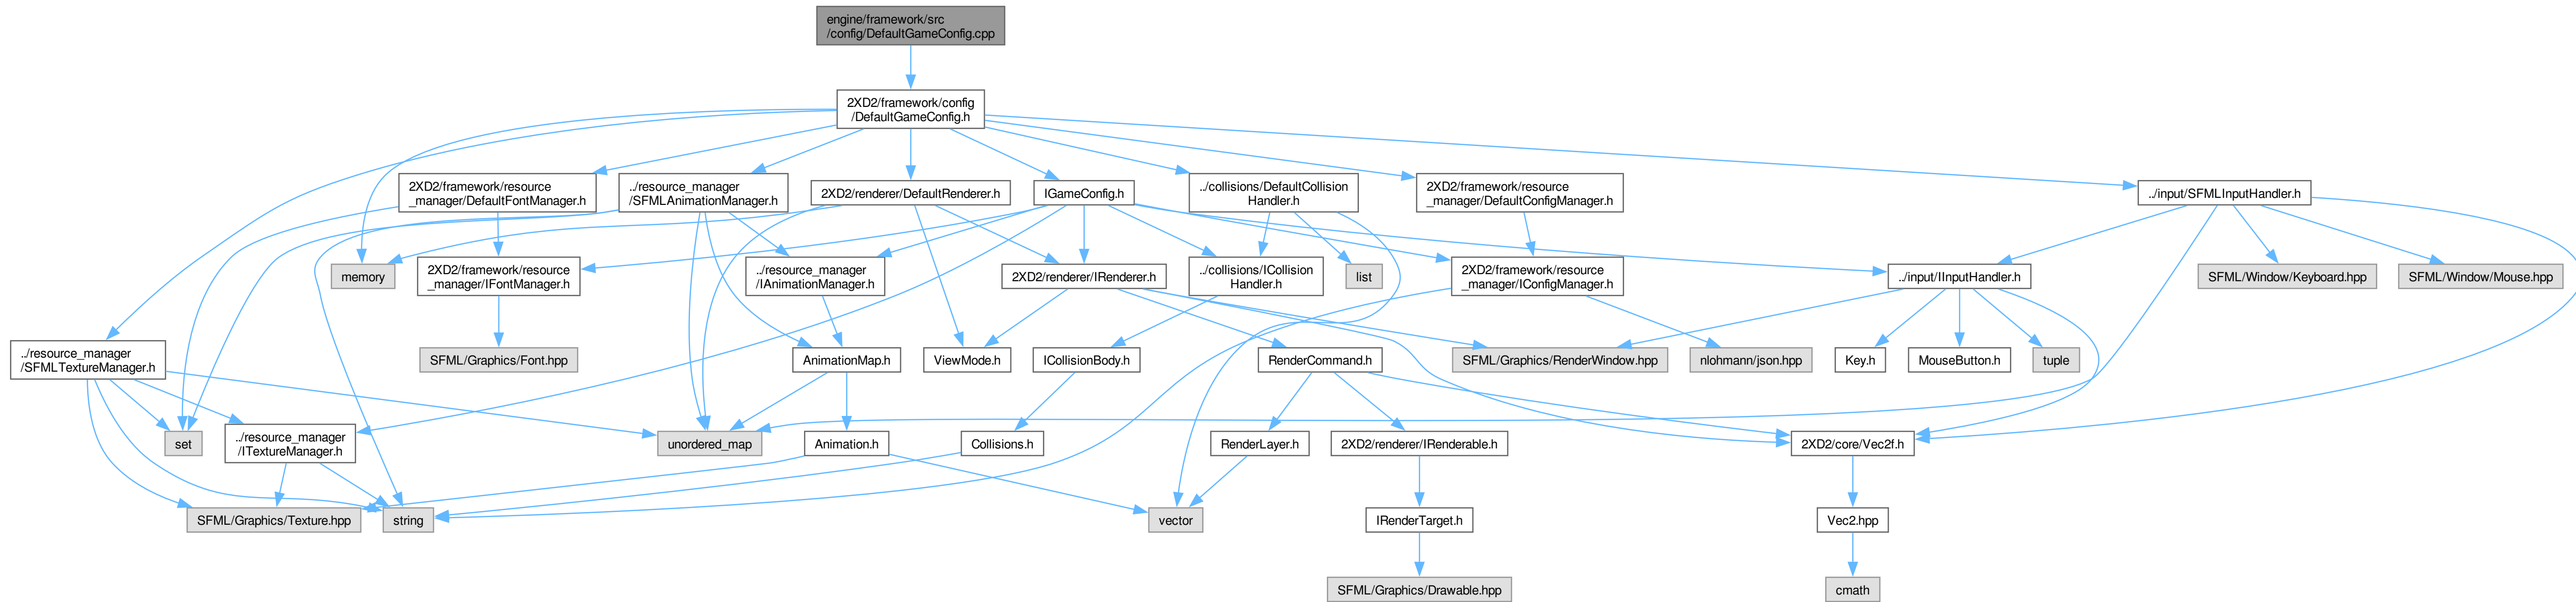 engine/framework/src
/config/DefaultGameConfig.cpp
2XD2/framework/config
/DefaultGameConfig.h
2XD2/framework/resource
_manager/DefaultFontManager.h
../resource_manager
/SFMLAnimationManager.h
2XD2/renderer/DefaultRenderer.h
IGameConfig.h
../collisions/DefaultCollision
Handler.h
2XD2/framework/resource
_manager/DefaultConfigManager.h
../input/SFMLInputHandler.h
memory
2XD2/framework/resource
_manager/IFontManager.h
../resource_manager
/IAnimationManager.h
2XD2/renderer/IRenderer.h
../collisions/ICollision
Handler.h
list
2XD2/framework/resource
_manager/IConfigManager.h
../input/IInputHandler.h
SFML/Window/Keyboard.hpp
SFML/Window/Mouse.hpp
../resource_manager
/SFMLTextureManager.h
SFML/Graphics/Font.hpp
AnimationMap.h
ViewMode.h
ICollisionBody.h
RenderCommand.h
SFML/Graphics/RenderWindow.hpp
nlohmann/json.hpp
Key.h
MouseButton.h
tuple
set
../resource_manager
/ITextureManager.h
unordered_map
Animation.h
Collisions.h
RenderLayer.h
2XD2/renderer/IRenderable.h
2XD2/core/Vec2f.h
SFML/Graphics/Texture.hpp
string
vector
IRenderTarget.h
Vec2.hpp
SFML/Graphics/Drawable.hpp
cmath